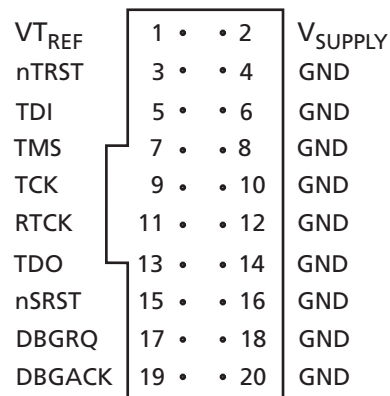 VTREF 1 • • 2 VSUPPLY
nTRST 3 • • 4 GND
TDI 5 • • 6 GND
TMS 7 • • 8 GND
TCK 9 • • 10 GND
RTCK 11 • • 12 GND
TDO 13 • • 14 GND
nSRST 15 • • 16 GND
DBGRQ 17 • • 18 GND
DBGACK 19 • • 20 GND